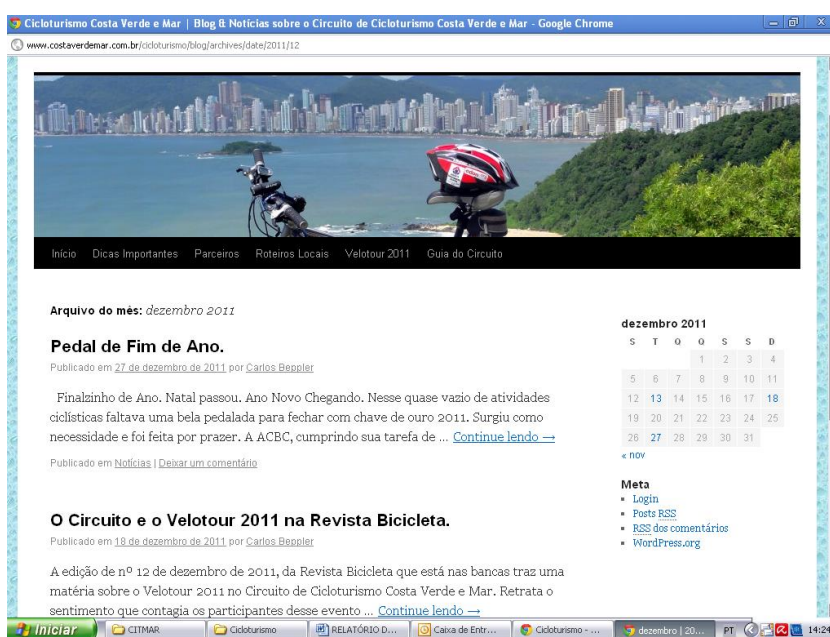 Cicloturismo Costa Verde e Mar | Blog & Notícias sobre o Circuito de Cicloturismo Costa Verde e Mar - Google Chrome
www.costaverdemar.com.br/cicloturismo/blog/archives/date/2011/12
Início Dicas Importantes Parceiros Roteiros Locais Velotour 2011 Guia do Circuito
Arquivo do mês: dezembro 2011
Pedal de Fim de Ano.
Publicado em 27 de dezembro de 2011 por Carlos Beppler
Finalzinho de Ano. Natal passou. Ano Novo Chegando. Nesse quase vazio de atividades
ciclísticas faltava uma bela pedalada para fechar com chave de ouro 2011. Surgiu como
necessidade e foi feita por prazer. A ACBC, cumprindo sua tarefa de ... Continue lendo →
Publicado em Notícias | Deixar um comentário
O Circuito e o Velotour 2011 na Revista Bicicleta.
Publicado em 18 de dezembro de 2011 por Carlos Beppler
A edição de nº 12 de dezembro de 2011, da Revista Bicicleta que está nas bancas traz uma
matéria sobre o Velotour 2011 no Circuito de Cicloturismo Costa Verde e Mar. Retrata o
sentimento que contagia os participantes desse evento ... Continue lendo →
dezembro 2011
S T Q Q S S D
1 2 3 4
5 6 7 8 9 10 11
12 13 14 15 16 17 18
19 20 21 22 23 24 25
26 27 28 29 30 31
« nov
Meta
Login
Posts RSS
RSS dos comentários
WordPress.org
Iniciar CITMAR Cicloturismo RELATÓRIO D... Caixa de Entr... Cicloturismo - ... dezembro | 20... PT 14:26